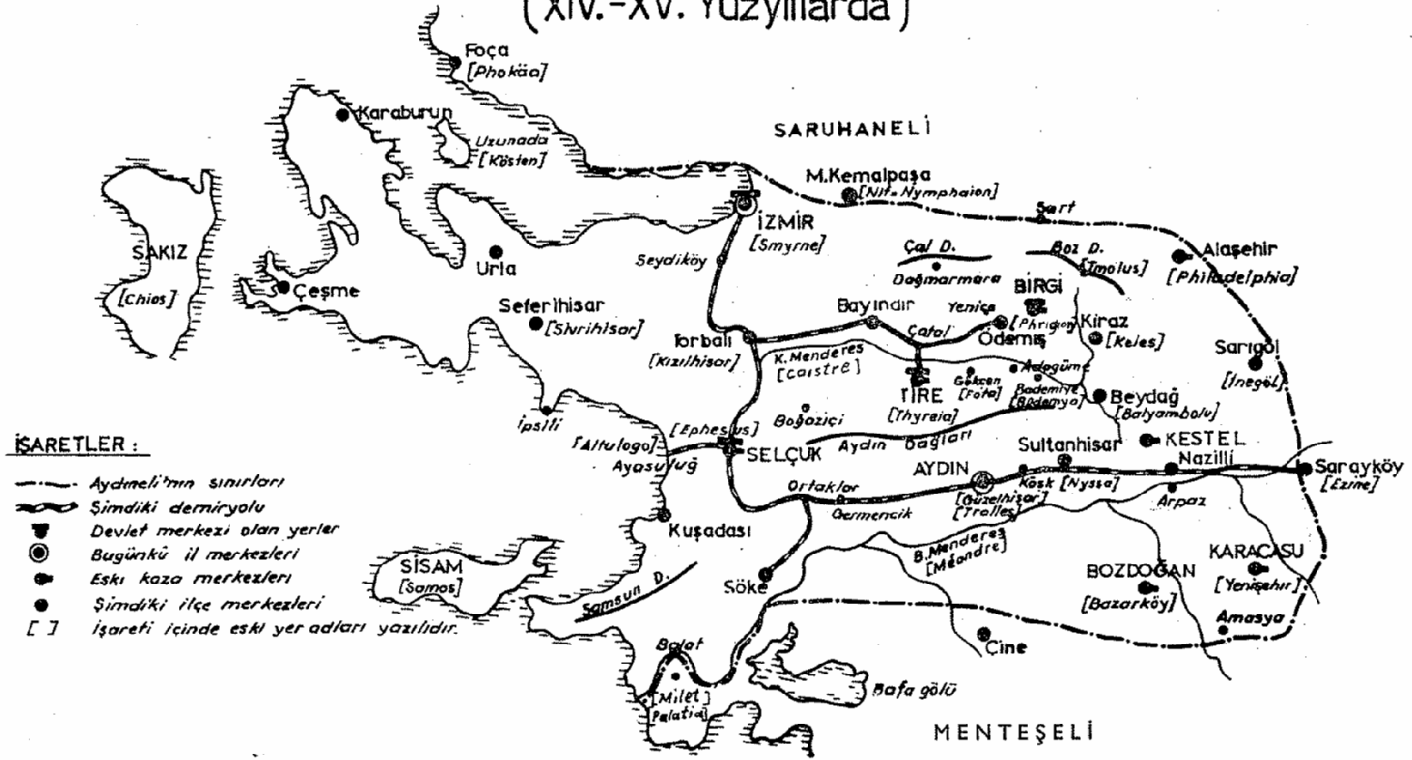 (XIV.-XV. Yüzyıllarda)
Foça
[Phokäa]
Karaburun
Uzunada
[Kösten]
SARUHANELİ
M.Kemalpaşa
[Nif-Nymphaion]
Sart
SAKIZ
[Chios]
İZMİR
[Smyrne]
Seydiköy
Urla
Çeşme
Seferihisar
[Sivrihisar]
Çal D.
Dağmarmara
Boz D.
[Tmolus]
Alaşehir
[Philadelphia]
BİRGİ
[Phrigion]
Bayındır
Yeniçe
Çatal
Ödemiş
Kiraz
[Keles]
Torbalı
[Kızılhisar]
K.Menderes
[Caistre]
Sarıgöl
[İnegöl]
TİRE
[Thyreia]
Gökçen
[Fota]
Adagüme
Bademiye
[Bademya]
Beydağ
[Balyambolu]
Boğaziçi
İpsili
[Ephesus]
[Altulogo]
Ayasuluğ
SELÇUK
Aydın Dağları
Sultanhisar
KESTEL
Nazilli
AYDIN
Köşk [Nyssa]
Sarayköy
[Ezine]
Ortaklar
Germencik
[Güzelhisar]
[Tralles]
Arpaz
Kuşadası
B.Menderes
[Méandre]
SİSAM
[Samos]
Söke
Samsun D.
BOZDOĞAN
[Bazarköy]
KARACASU
[Yenişehir]
Amasya
Çine
Balat
[Milet]
Palatia]
Bafa gölü
MENTEŞELİ
İŞARETLER :
Aydıneli'nin sınırları
Şimdiki demiryolu
Devlet merkezi olan yerler
Bugünkü il merkezleri
Eski kaza merkezleri
Şimdiki ilçe merkezleri
[ ] İşareti içinde eski yer adları yazılıdır.